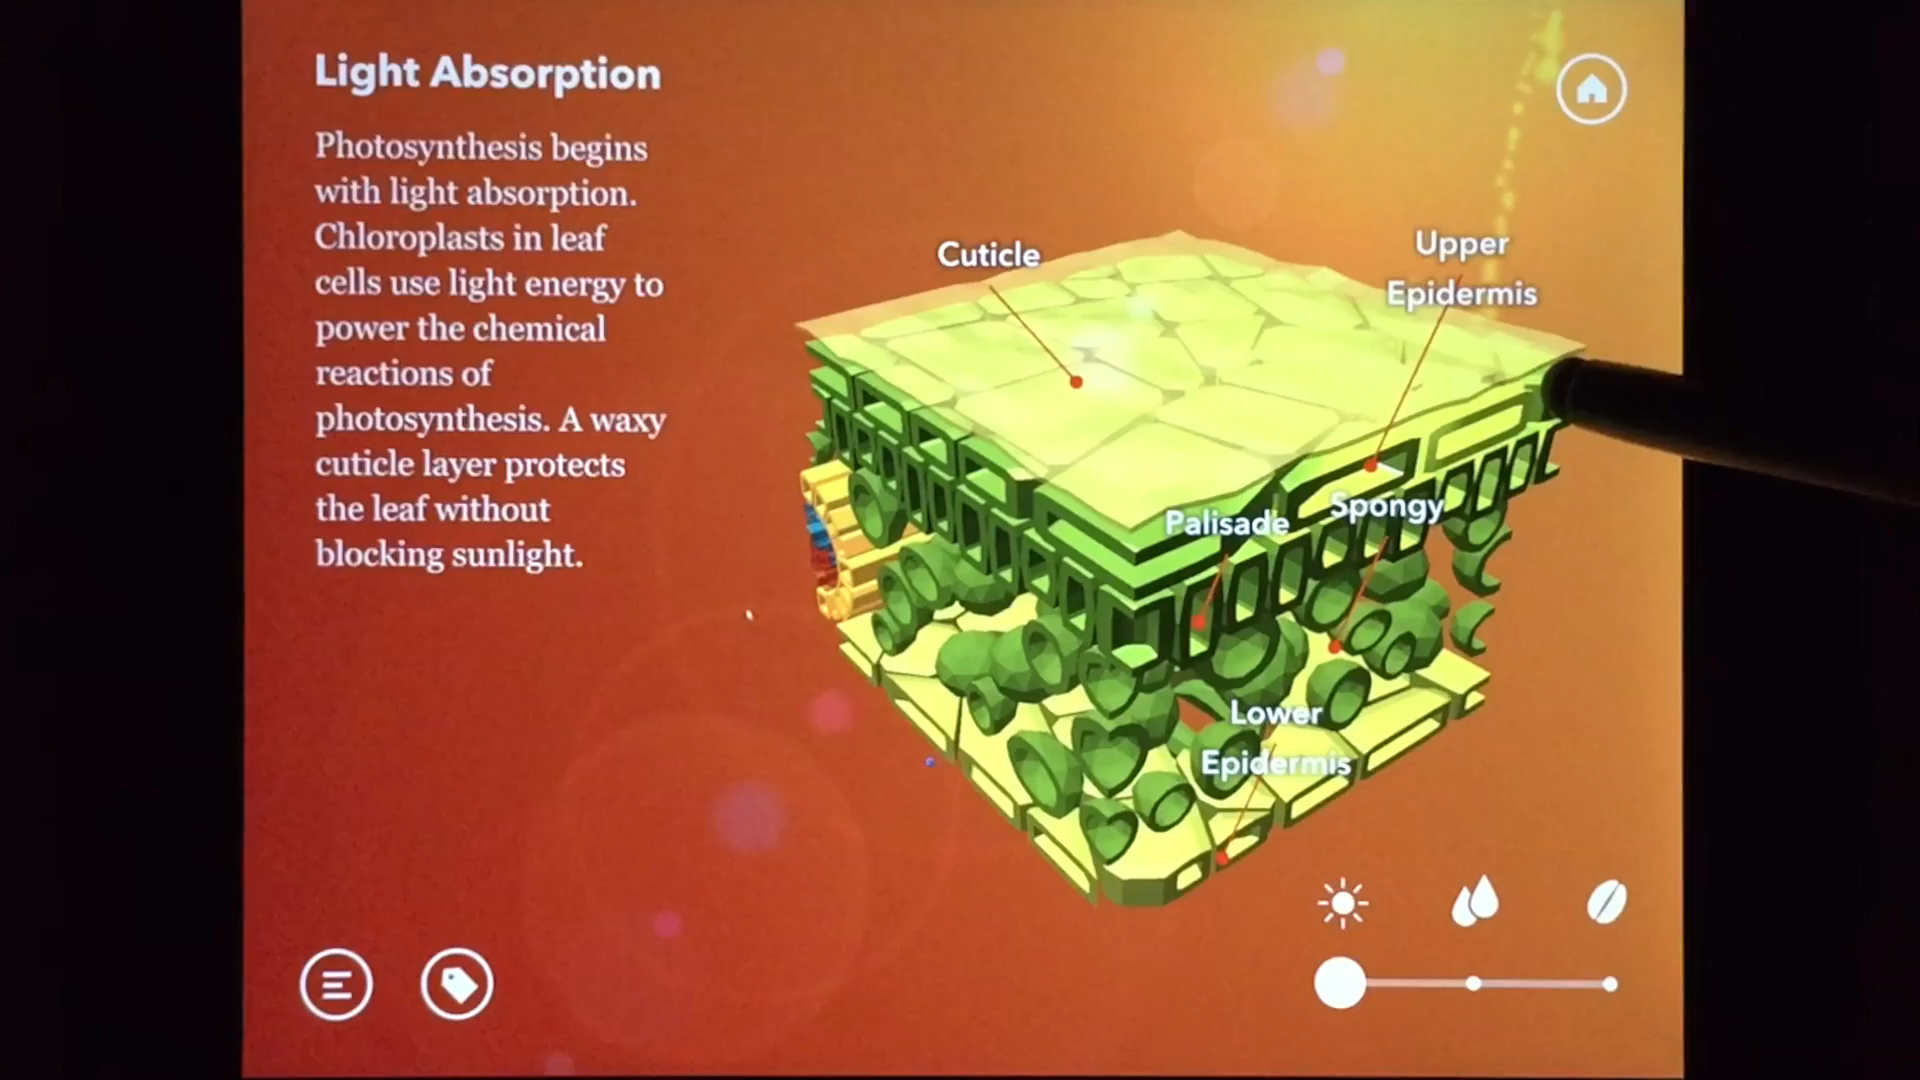 Light Absorption
Photosynthesis begins
with light absorption.
Chloroplasts in leaf
cells use light energy to
power the chemical
reactions of
photosynthesis. A waxy
cuticle layer protects
the leaf without
blocking sunlight.
Cuticle
Upper
Epidermis
Palisade
Spongy
Lower
Epidermis